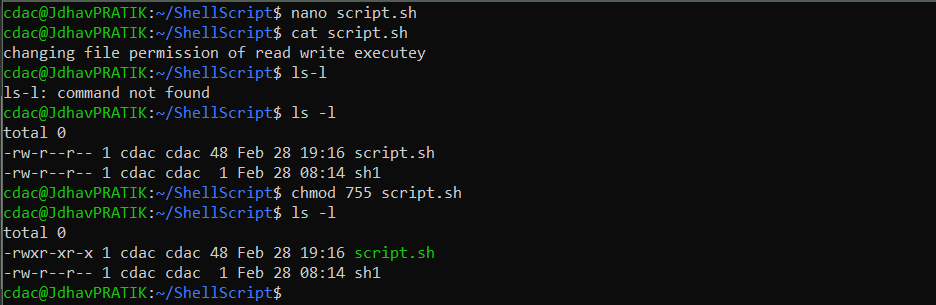 cdac@JdhavPRATIK:~/ShellScript$ nano script.sh
cdac@JdhavPRATIK:~/ShellScript$ cat script.sh
changing file permission of read write executey
cdac@JdhavPRATIK:~/ShellScript$ ls-l
ls-l: command not found
cdac@JdhavPRATIK:~/ShellScript$ ls -l
total 0
-rw-r--r-- 1 cdac cdac 48 Feb 28 19:16 script.sh
-rw-r--r-- 1 cdac cdac  1 Feb 28 08:14 sh1
cdac@JdhavPRATIK:~/ShellScript$ chmod 755 script.sh
cdac@JdhavPRATIK:~/ShellScript$ ls -l
total 0
-rwxr-xr-x 1 cdac cdac 48 Feb 28 19:16 script.sh
-rw-r--r-- 1 cdac cdac  1 Feb 28 08:14 sh1
cdac@JdhavPRATIK:~/ShellScript$